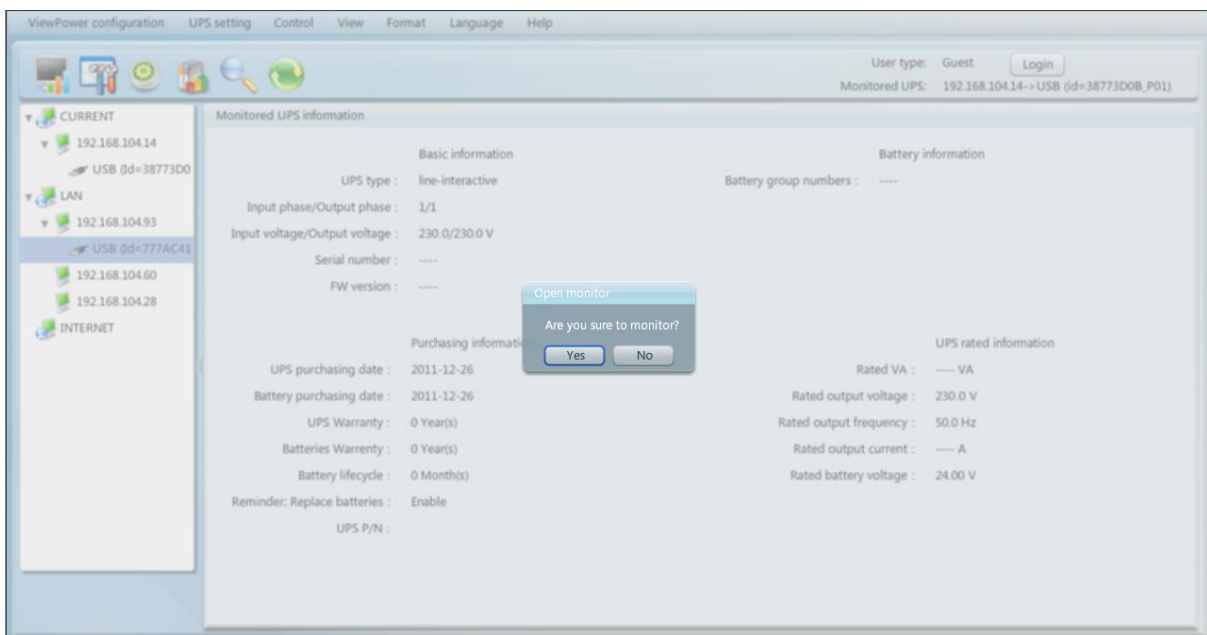 ViewPower configuration UPS setting Control View Format Language Help
User type: Guest Login
Monitored UPS: 192.168.104.14->USB (id=38773D0B_P01)
CURRENT
192.168.104.14
USB (Id=38773D0
LAN
192.168.104.93
USB (Id=777AC41
192.168.104.60
192.168.104.28
INTERNET
Monitored UPS information
Basic information
UPS type : line-interactive
Input phase/Output phase : 1/1
Input voltage/Output voltage : 230.0/230.0 V
Serial number : ----
FW version : ----
Battery information
Battery group numbers : ----
Open monitor
Are you sure to monitor?
Yes No
Purchasing informati
UPS purchasing date : 2011-12-26
Battery purchasing date : 2011-12-26
UPS Warranty : 0 Year(s)
Batteries Warrenty : 0 Year(s)
Battery lifecycle : 0 Month(s)
Reminder: Replace batteries : Enable
UPS P/N :
UPS rated information
Rated VA : ---- VA
Rated output voltage : 230.0 V
Rated output frequency : 50.0 Hz
Rated output current : ---- A
Rated battery voltage : 24.00 V